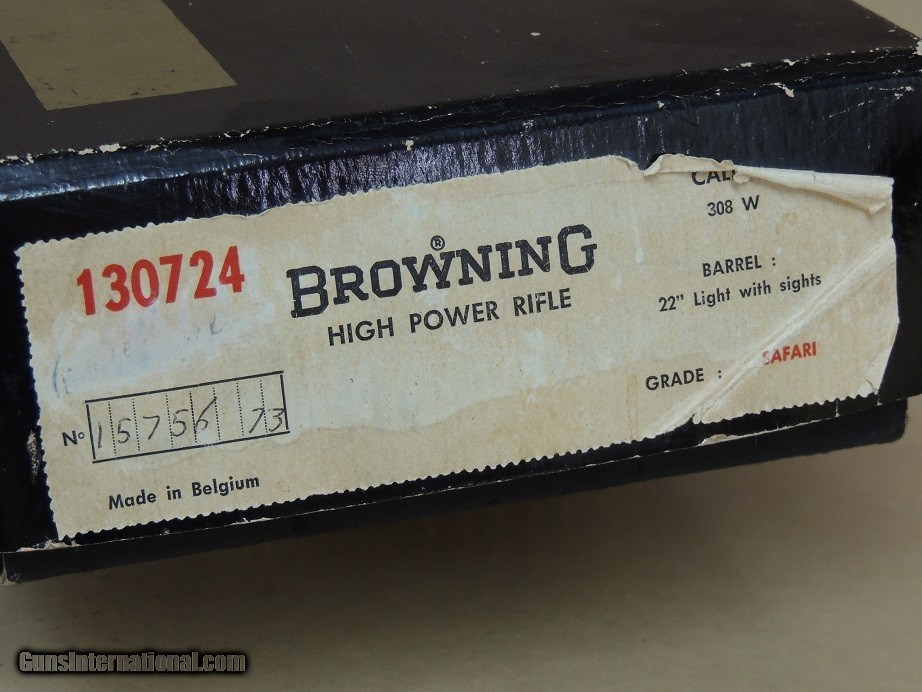 130724
BROWNING®
HIGH POWER RIFLE
308 W
BARREL :
22" Light with sights
GRADE : SAFARI
No 15756 73
Made in Belgium
GunsInternational.com